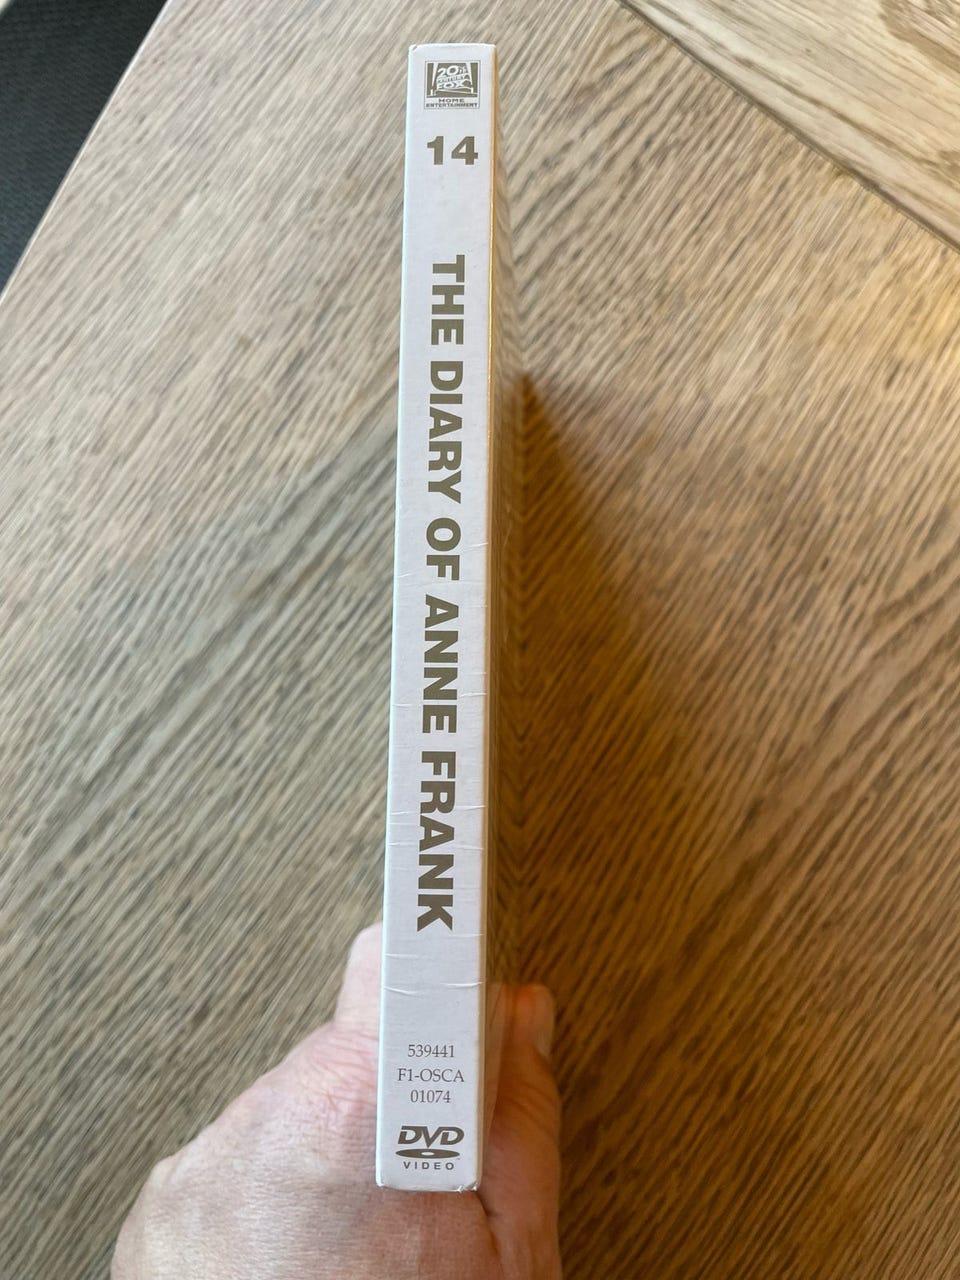 20TH
CENTURY
FOX
HOME
ENTERTAINMENT
14
THE DIARY OF ANNE FRANK
539441
F1-OSCA
01074
DVD
VIDEO